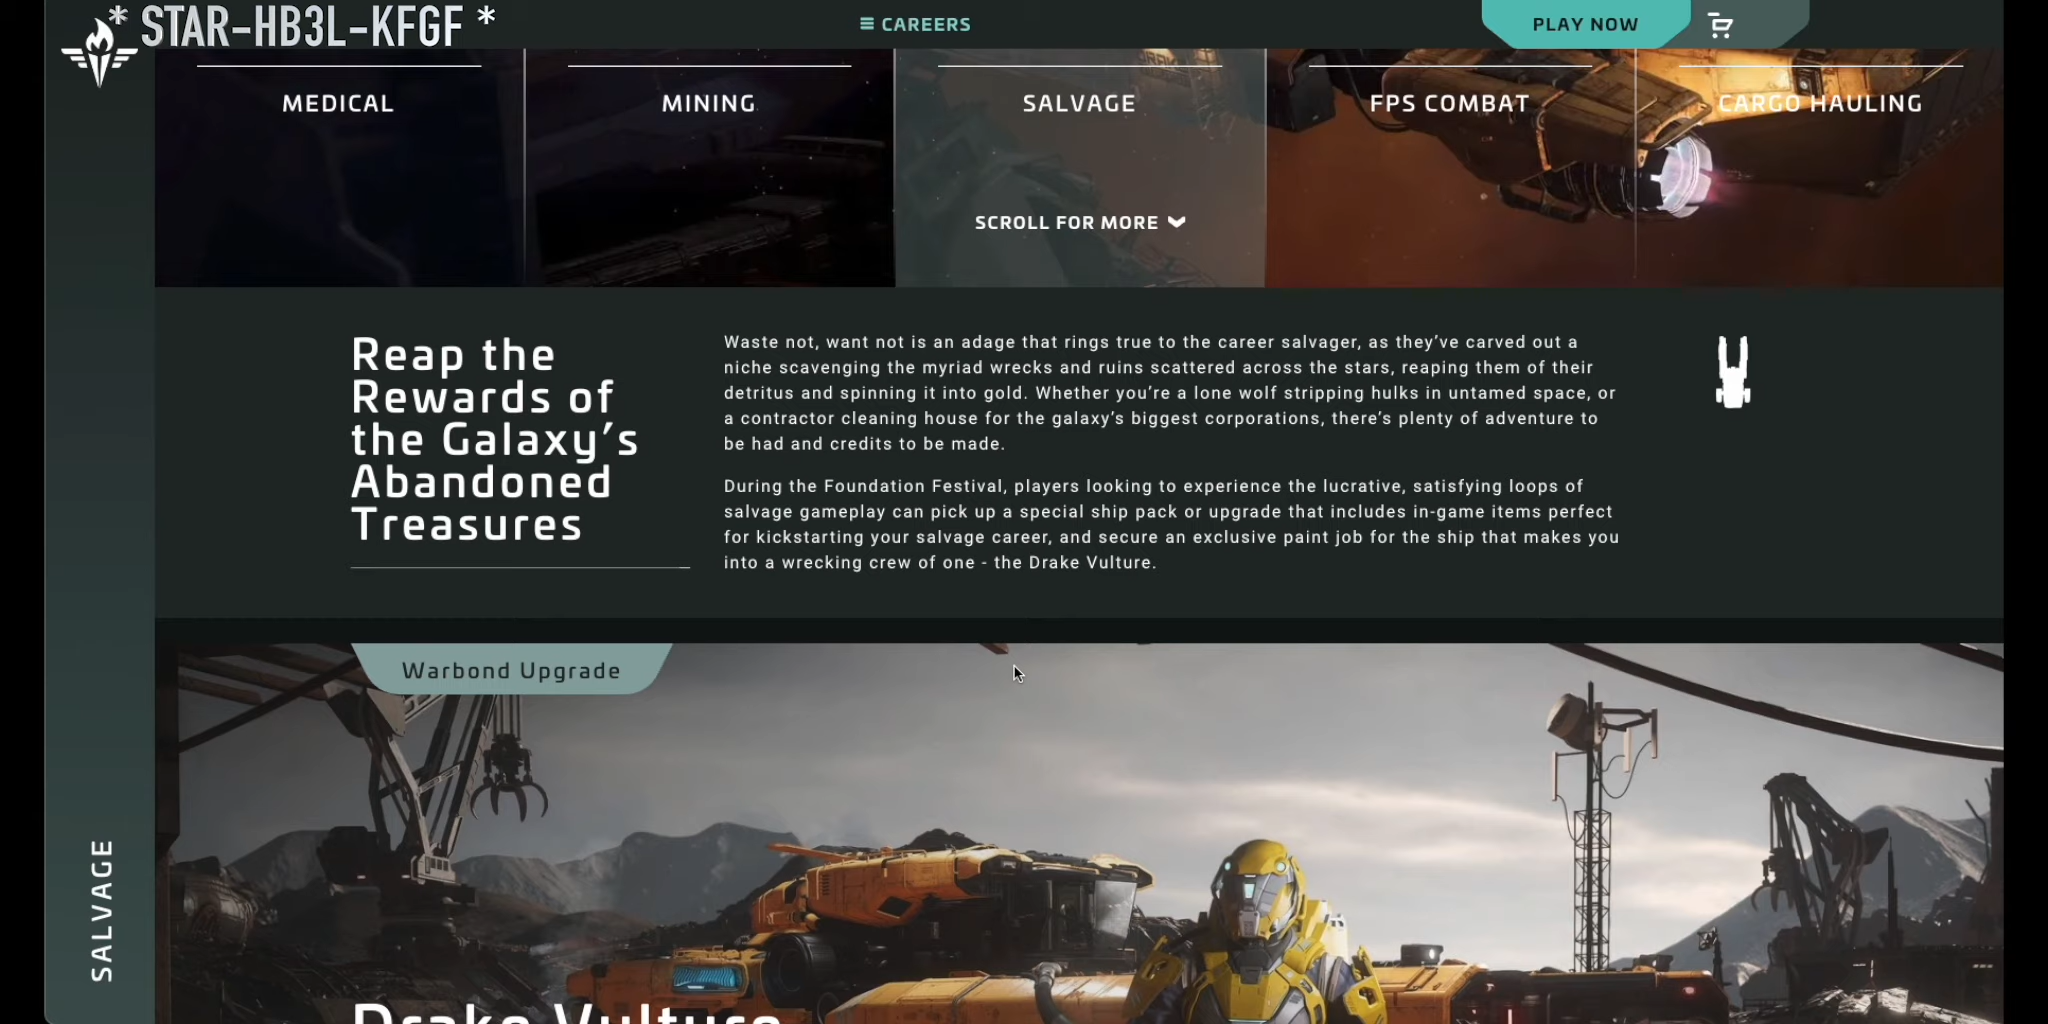 * STAR-HB3L-KFGF *
CAREERS
PLAY NOW
MEDICAL
MINING
SALVAGE
FPS COMBAT
CARGO HAULING
SCROLL FOR MORE
Reap the
Rewards of
the Galaxy's
Abandoned
Treasures
Waste not, want not is an adage that rings true to the career salvager, as they've carved out a
niche scavenging the myriad wrecks and ruins scattered across the stars, reaping them of their
detritus and spinning it into gold. Whether you're a lone wolf stripping hulks in untamed space, or
a contractor cleaning house for the galaxy's biggest corporations, there's plenty of adventure to
be had and credits to be made.
During the Foundation Festival, players looking to experience the lucrative, satisfying loops of
salvage gameplay can pick up a special ship pack or upgrade that includes in-game items perfect
for kickstarting your salvage career, and secure an exclusive paint job for the ship that makes you
into a wrecking crew of one - the Drake Vulture.
Warbond Upgrade
SALVAGE
Drake Vulture